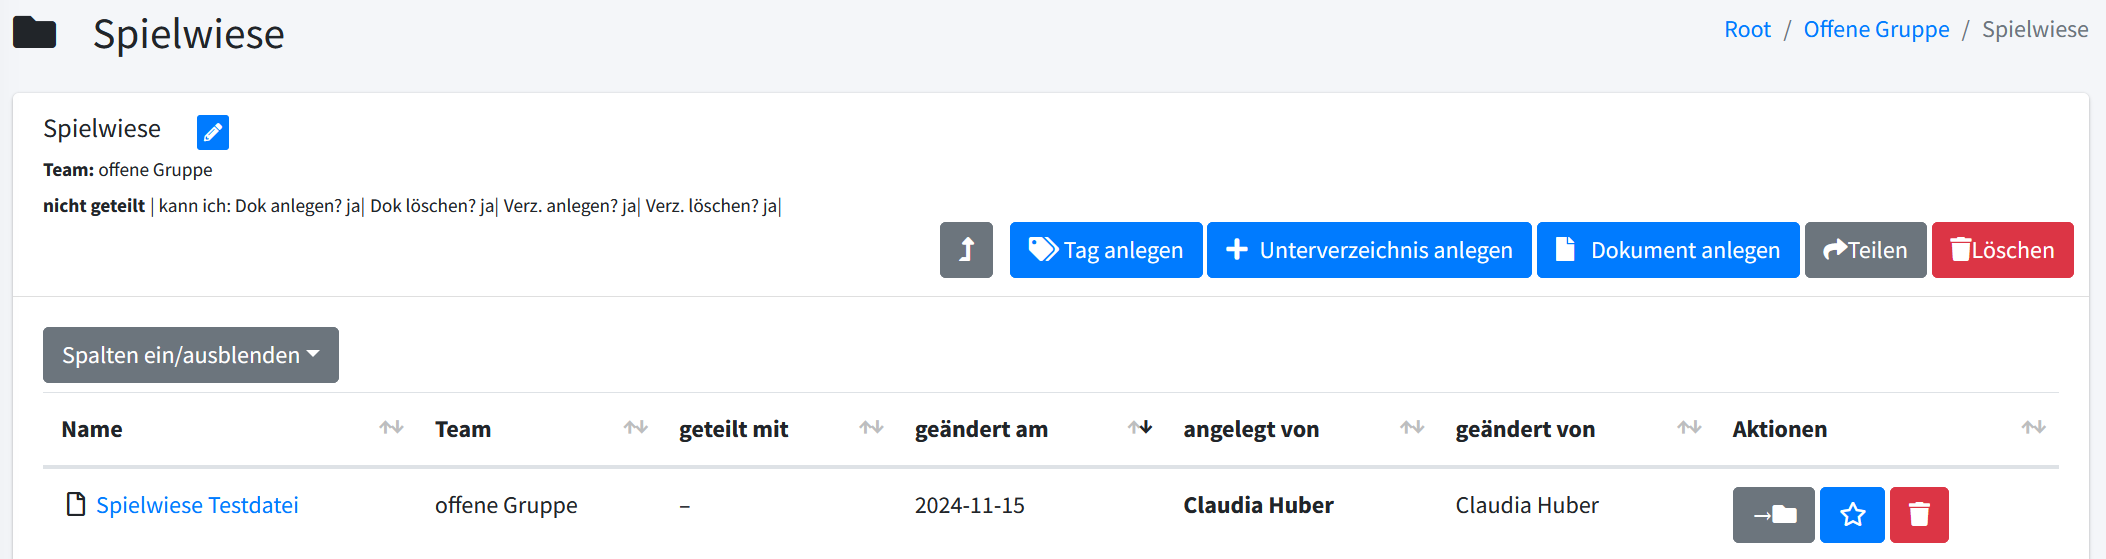 Spielwiese
Root / Offene Gruppe / Spielwiese
Spielwiese
Team: offene Gruppe
nicht geteilt | kann ich: Dok anlegen? ja| Dok löschen? ja| Verz. anlegen? ja| Verz. löschen? ja|
Tag anlegen Unterverzeichnis anlegen Dokument anlegen Teilen Löschen
Spalten ein/ausblenden
Name Team geteilt mit geändert am angelegt von geändert von Aktionen
Spielwiese Testdatei offene Gruppe – 2024-11-15 Claudia Huber Claudia Huber